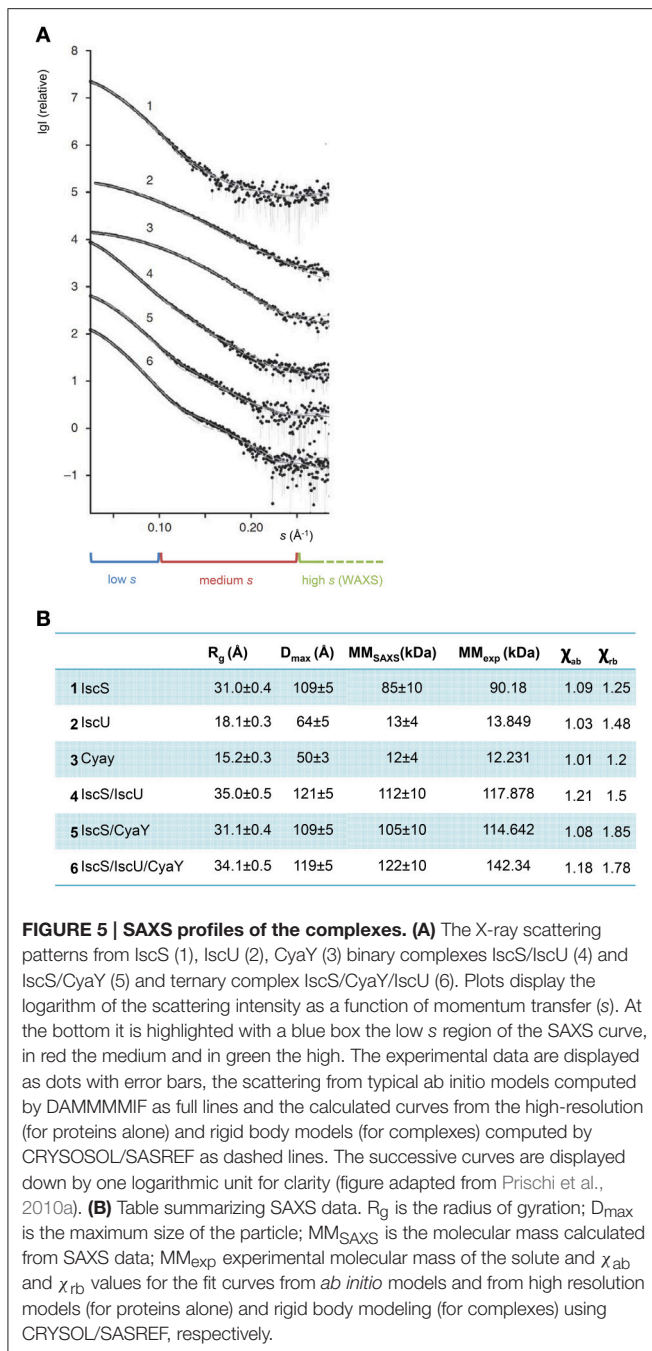 A
lgI (relative)
8
7
6
5
4
3
2
1
0
−1
1
2
3
4
5
6
0.10 0.20 s (Å⁻¹)
low s medium s high s (WAXS)
B
Rg (Å) Dmax (Å) MMSAXS(kDa) MMexp (kDa) χab χrb
1 IscS 31.0±0.4 109±5 85±10 90.18 1.09 1.25
2 IscU 18.1±0.3 64±5 13±4 13.849 1.03 1.48
3 Cyay 15.2±0.3 50±3 12±4 12.231 1.01 1.2
4 IscS/IscU 35.0±0.5 121±5 112±10 117.878 1.21 1.5
5 IscS/CyaY 31.1±0.4 109±5 105±10 114.642 1.08 1.85
6 IscS/IscU/CyaY 34.1±0.5 119±5 122±10 142.34 1.18 1.78
FIGURE 5 | SAXS profiles of the complexes. (A) The X-ray scattering
patterns from IscS (1), IscU (2), CyaY (3) binary complexes IscS/IscU (4) and
IscS/CyaY (5) and ternary complex IscS/CyaY/IscU (6). Plots display the
logarithm of the scattering intensity as a function of momentum transfer (s). At
the bottom it is highlighted with a blue box the low s region of the SAXS curve,
in red the medium and in green the high. The experimental data are displayed
as dots with error bars, the scattering from typical ab initio models computed
by DAMMMMIF as full lines and the calculated curves from the high-resolution
(for proteins alone) and rigid body models (for complexes) computed by
CRYSOSOL/SASREF as dashed lines. The successive curves are displayed
down by one logarithmic unit for clarity (figure adapted from Prischi et al.,
2010a). (B) Table summarizing SAXS data. Rg is the radius of gyration; Dmax
is the maximum size of the particle; MMSAXS is the molecular mass calculated
from SAXS data; MMexp experimental molecular mass of the solute and χab
and χrb values for the fit curves from ab initio models and from high resolution
models (for proteins alone) and rigid body modeling (for complexes) using
CRYSOL/SASREF, respectively.